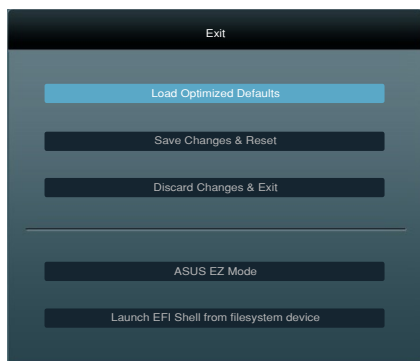 Exit
Load Optimized Defaults
Save Changes & Reset
Discard Changes & Exit
ASUS EZ Mode
Launch EFI Shell from filesystem device